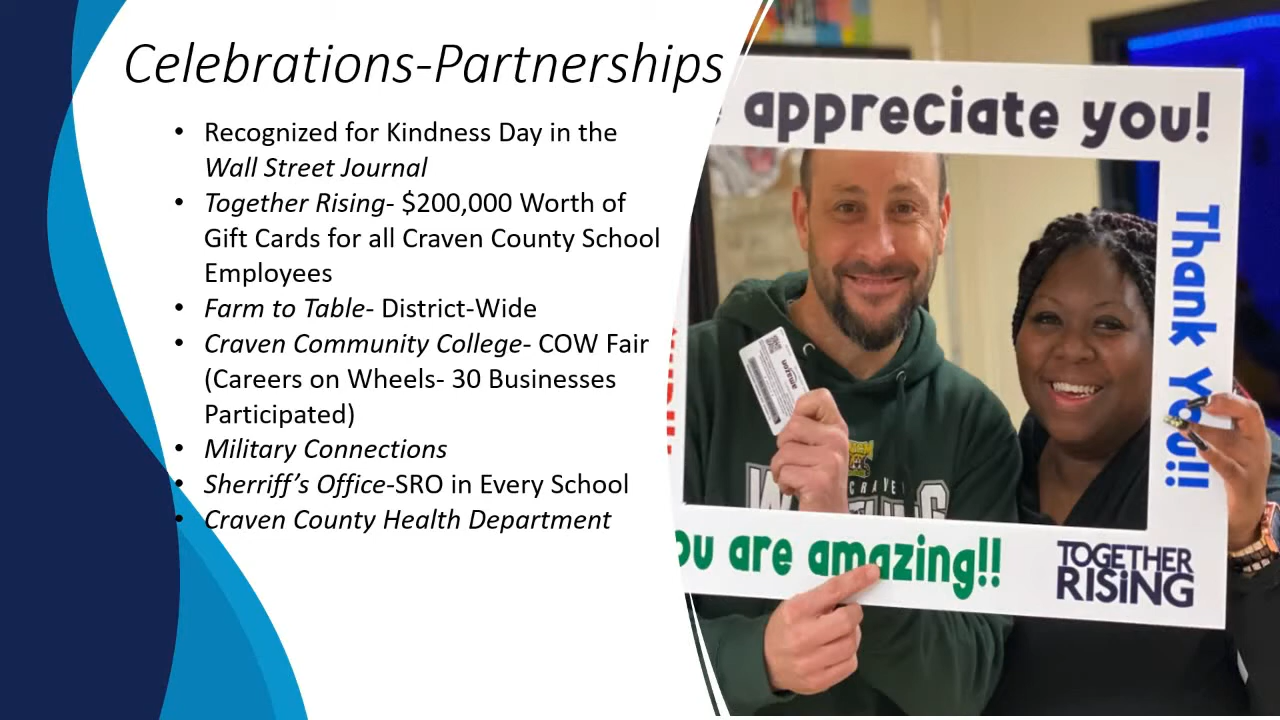 Celebrations-Partnerships
• Recognized for Kindness Day in the
Wall Street Journal
• Together Rising- $200,000 Worth of
Gift Cards for all Craven County School
Employees
• Farm to Table- District-Wide
• Craven Community College- COW Fair
(Careers on Wheels- 30 Businesses
Participated)
• Military Connections
• Sherriff’s Office-SRO in Every School
• Craven County Health Department
appreciate you!
Thank You!!
amazon
CRAVEN
ou are amazing!!
TOGETHER
RISING